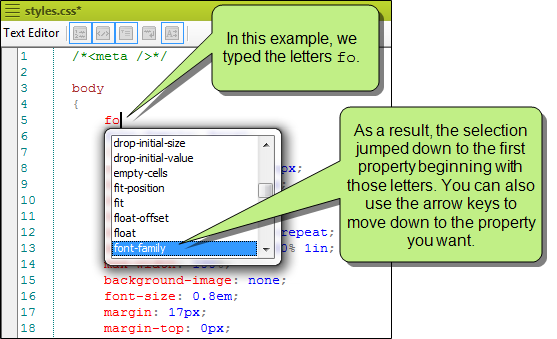 styles.css*
Text Editor
In this example, we
typed the letters fo.
1 /*<meta />*/
2
3 body
4 {
5 fo
6
7
8 px;
9
10
11
12 repeat;
13 0% 1in;
14 max-width: 100%;
15 background-image: none;
16 font-size: 0.8em;
17 margin: 17px;
18 margin-top: 0px;
drop-initial-size
drop-initial-value
empty-cells
fit-position
fit
float-offset
float
font-family
As a result, the selection
jumped down to the first
property beginning with
those letters. You can also
use the arrow keys to
move down to the property
you want.